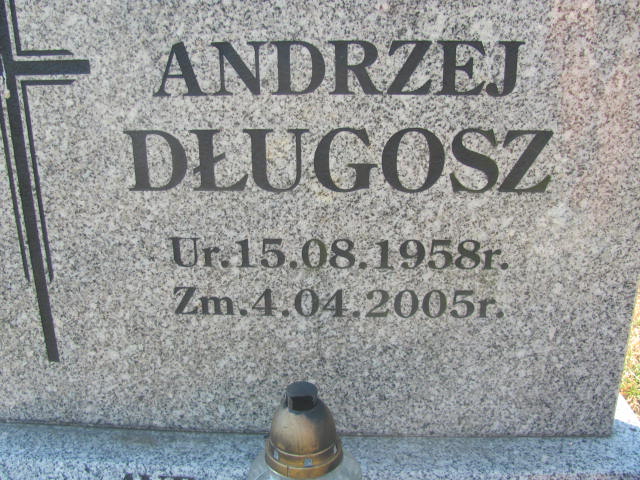 ANDRZEJ
DŁUGOSZ
Ur.15.08.1958r.
Zm.4.04.2005r.